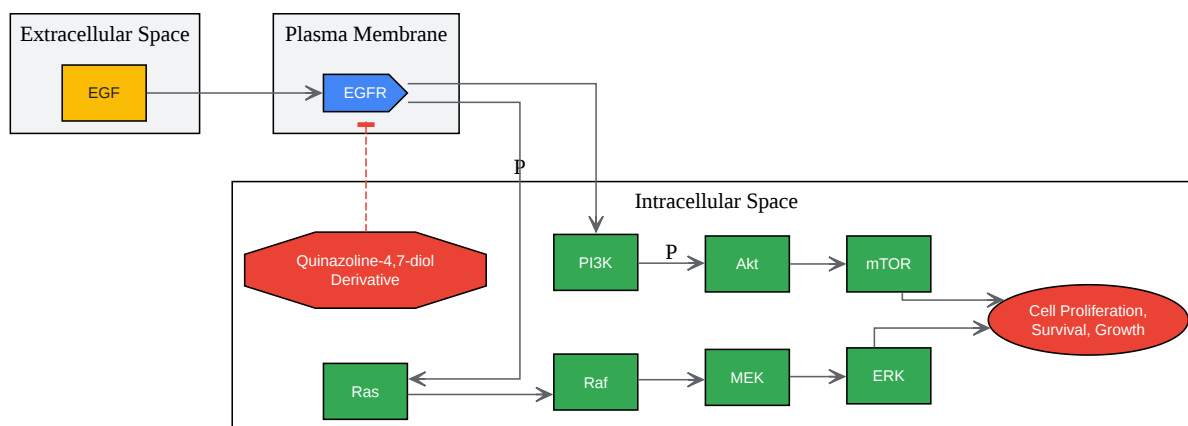 Extracellular Space
Plasma Membrane
EGF
EGFR
P
Intracellular Space
Quinazoline-4,7-diol
Derivative
PI3K
P
Akt
mTOR
Cell Proliferation,
Survival, Growth
Ras
Raf
MEK
ERK